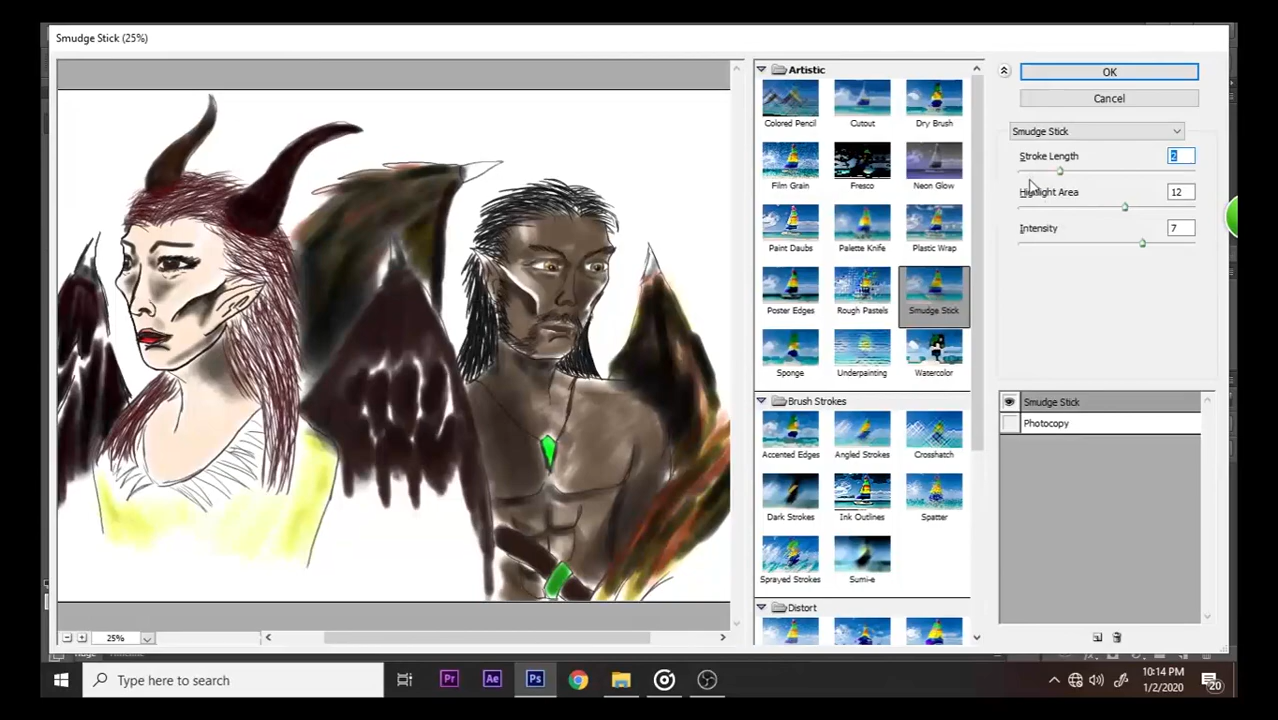 Smudge Stick (25%)
Artistic
Colored Pencil
Cutout
Dry Brush
Film Grain
Fresco
Neon Glow
Paint Daubs
Palette Knife
Plastic Wrap
Poster Edges
Rough Pastels
Smudge Stick
Sponge
Underpainting
Watercolor
Brush Strokes
Accented Edges
Angled Strokes
Crosshatch
Dark Strokes
Ink Outlines
Spatter
Sprayed Strokes
Sumi-e
Distort
OK
Cancel
Smudge Stick
Stroke Length
2
Highlight Area
12
Intensity
7
Smudge Stick
Photocopy
25%
Type here to search
Pr
Ae
Ps
10:14 PM
1/2/2020
20